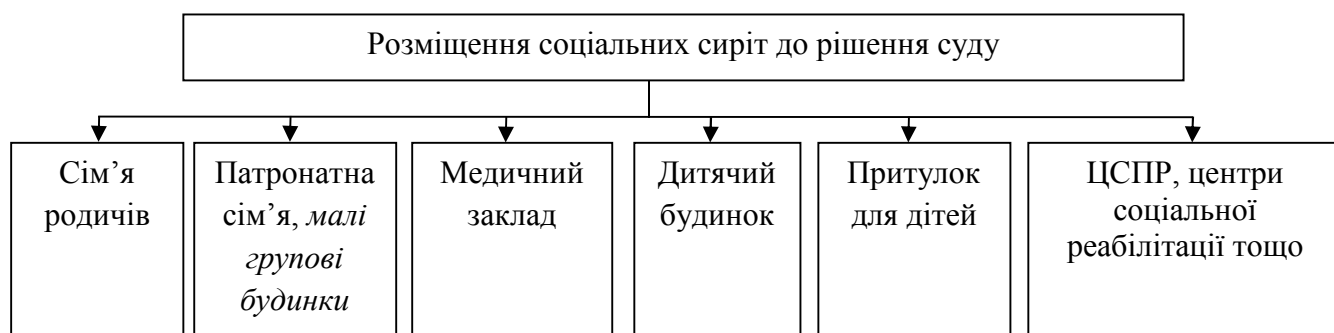 Розміщення соціальних сиріт до рішення суду
Сім’я
родичів
Патронатна
сім’я, малі
групові
будинки
Медичний
заклад
Дитячий
будинок
Притулок
для дітей
ЦСПР, центри
соціальної
реабілітації тощо